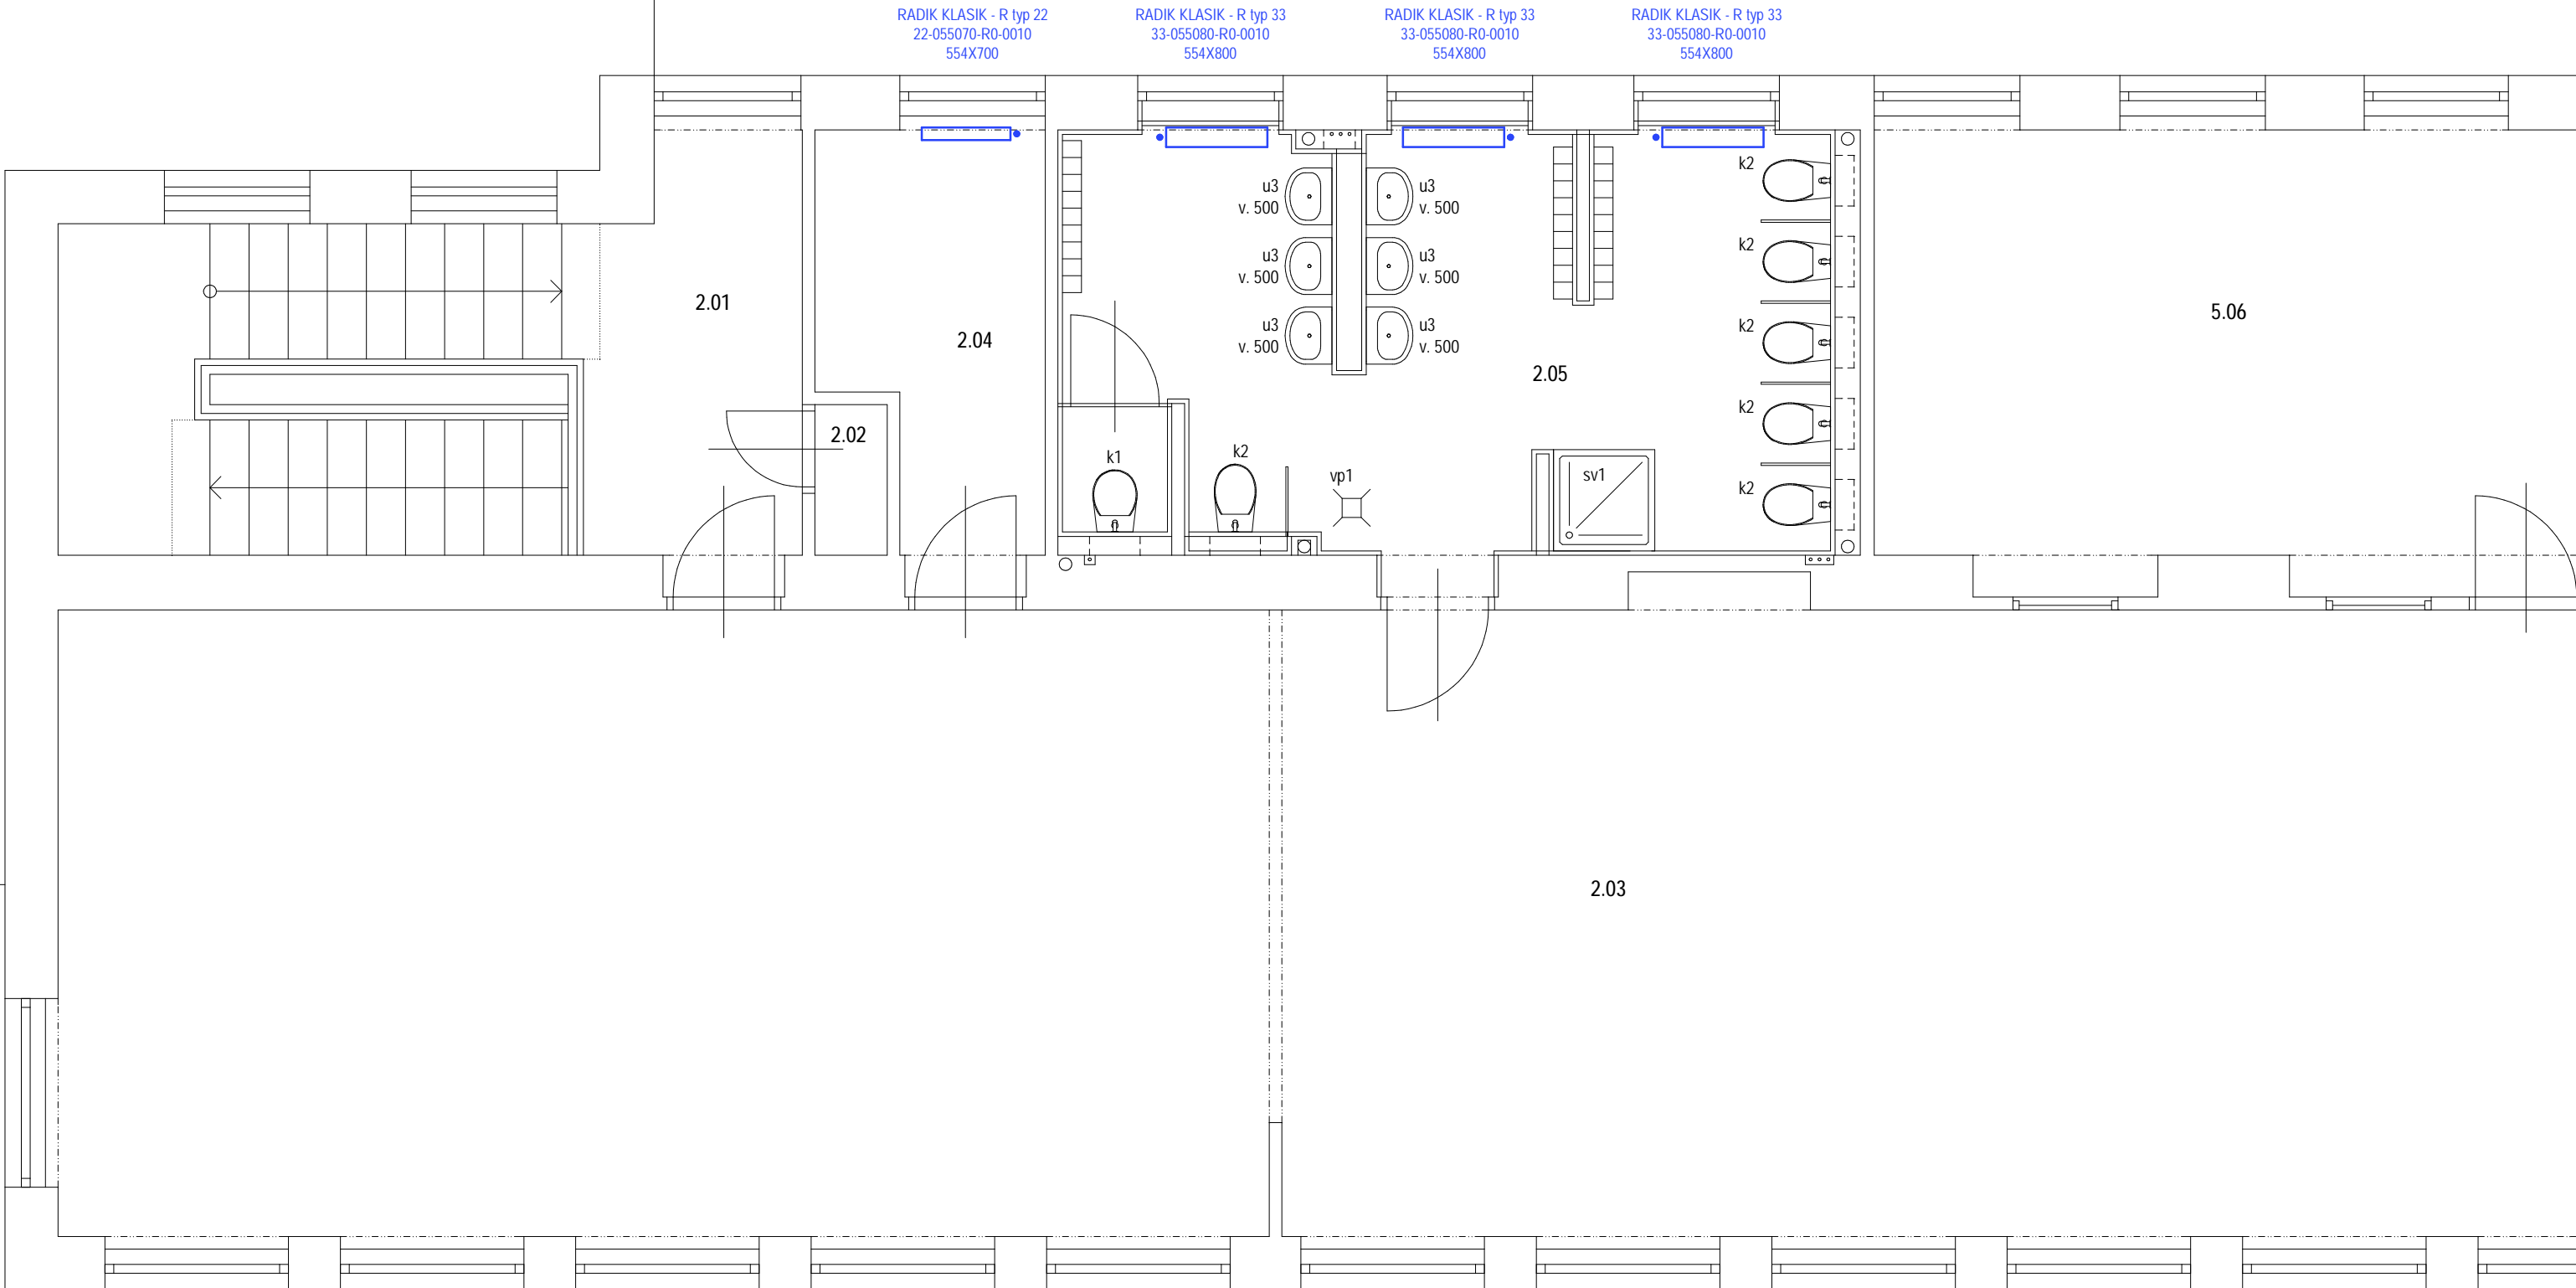 RADIK KLASIK - R typ 22
22-055070-R0-0010
554X700
RADIK KLASIK - R typ 33
33-055080-R0-0010
554X800
RADIK KLASIK - R typ 33
33-055080-R0-0010
554X800
RADIK KLASIK - R typ 33
33-055080-R0-0010
554X800
2.01
2.04
2.02
u3
v. 500
u3
v. 500
u3
v. 500
u3
v. 500
u3
v. 500
u3
v. 500
2.05
k2
k2
k2
k2
k2
5.06
k1
k2
vp1
sv1
2.03